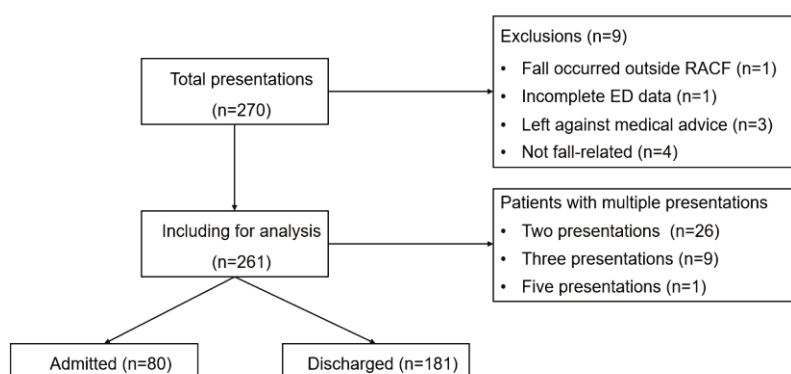 Total presentations
(n=270)
Exclusions (n=9)
• Fall occurred outside RACF (n=1)
• Incomplete ED data (n=1)
• Left against medical advice (n=3)
• Not fall-related (n=4)
Including for analysis
(n=261)
Patients with multiple presentations
• Two presentations (n=26)
• Three presentations (n=9)
• Five presentations (n=1)
Admitted (n=80)
Discharged (n=181)